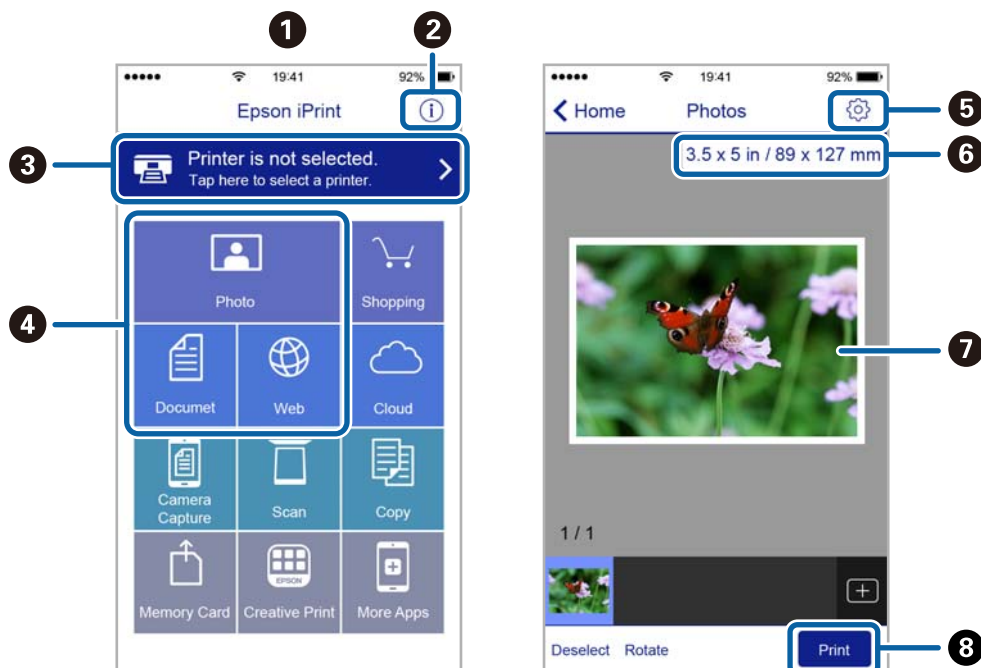 1
2
19:41
92%
Epson iPrint
i
3
Printer is not selected.
Tap here to select a printer.
4
Photo
Shopping
Documet
Web
Cloud
Camera
Capture
Scan
Copy
EPSON
Memory Card
Creative Print
More Apps
19:41
92%
Home
Photos
5
3.5 x 5 in / 89 x 127 mm
6
7
1 / 1
Deselect
Rotate
Print
8